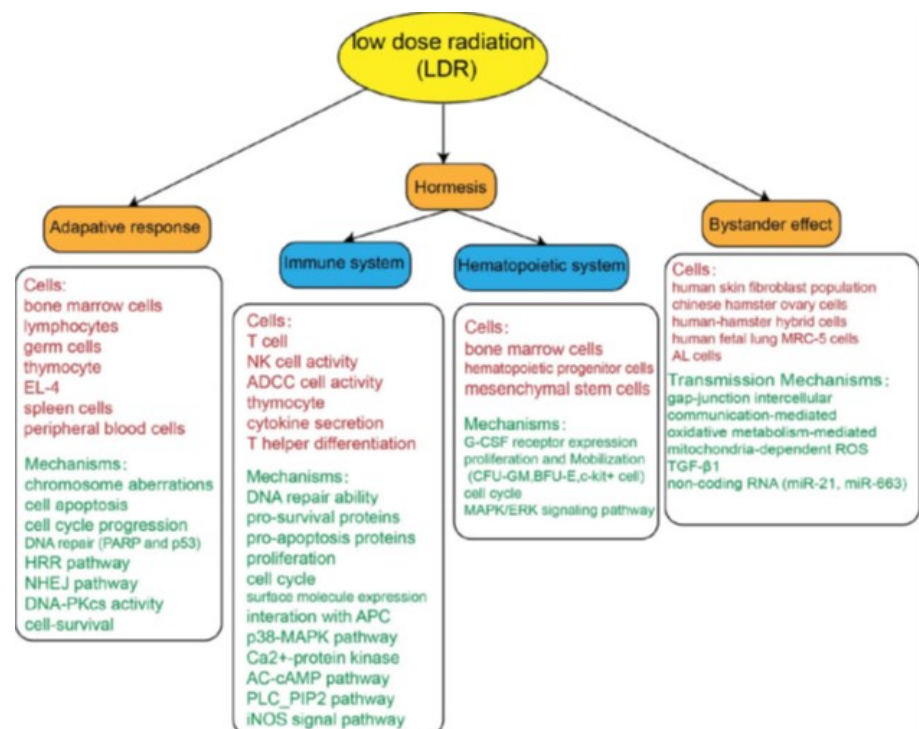 low dose radiation
(LDR)
Hormesis
Adapative response
Bystander effect
Immune system
Hematopoietic system
Cells:
bone marrow cells
lymphocytes
germ cells
thymocyte
EL-4
spleen cells
peripheral blood cells
Mechanisms:
chromosome aberrations
cell apoptosis
cell cycle progression
DNA repair (PARP and p53)
HRR pathway
NHEJ pathway
DNA-PKcs activity
cell-survival
Cells:
T cell
NK cell activity
ADCC cell activity
thymocyte
cytokine secretion
T helper differentiation
Mechanisms:
DNA repair ability
pro-survival proteins
pro-apoptosis proteins
proliferation
cell cycle
surface molecule expression
interation with APC
p38-MAPK pathway
Ca2+-protein kinase
AC-cAMP pathway
PLC_PIP2 pathway
iNOS signal pathway
Cells:
bone marrow cells
hematopoietic progenitor cells
mesenchymal stem cells
Mechanisms:
G-CSF receptor expression
proliferation and Mobilization
(CFU-GM,BFU-E,c-kit+ cell)
cell cycle
MAPK/ERK signaling pathway
Cells:
human skin fibroblast population
chinese hamster ovary cells
human-hamster hybrid cells
human fetal lung MRC-5 cells
AL cells
Transmission Mechanisms:
gap-junction intercellular
communication-mediated
oxidative metabolism-mediated
mitochondria-dependent ROS
TGF-β1
non-coding RNA (miR-21, miR-663)